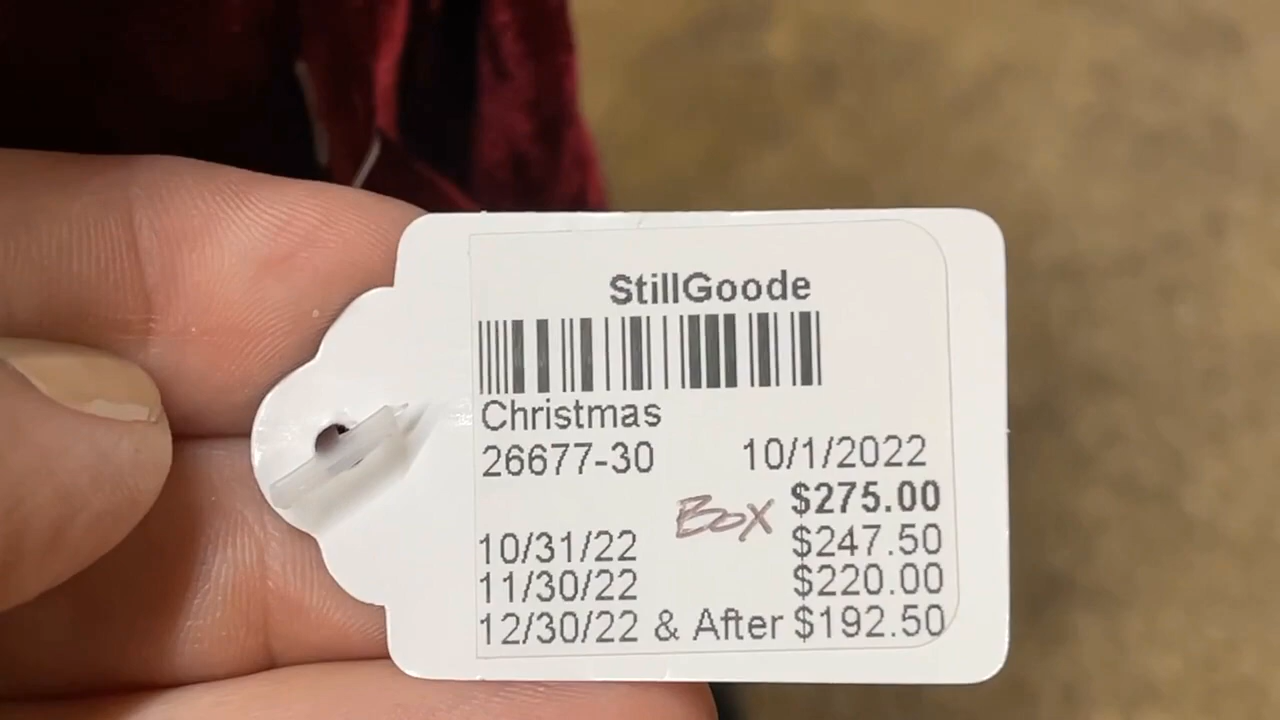 StillGoode
Christmas
26677-30 10/1/2022
Box $275.00
10/31/22 $247.50
11/30/22 $220.00
12/30/22 & After $192.50